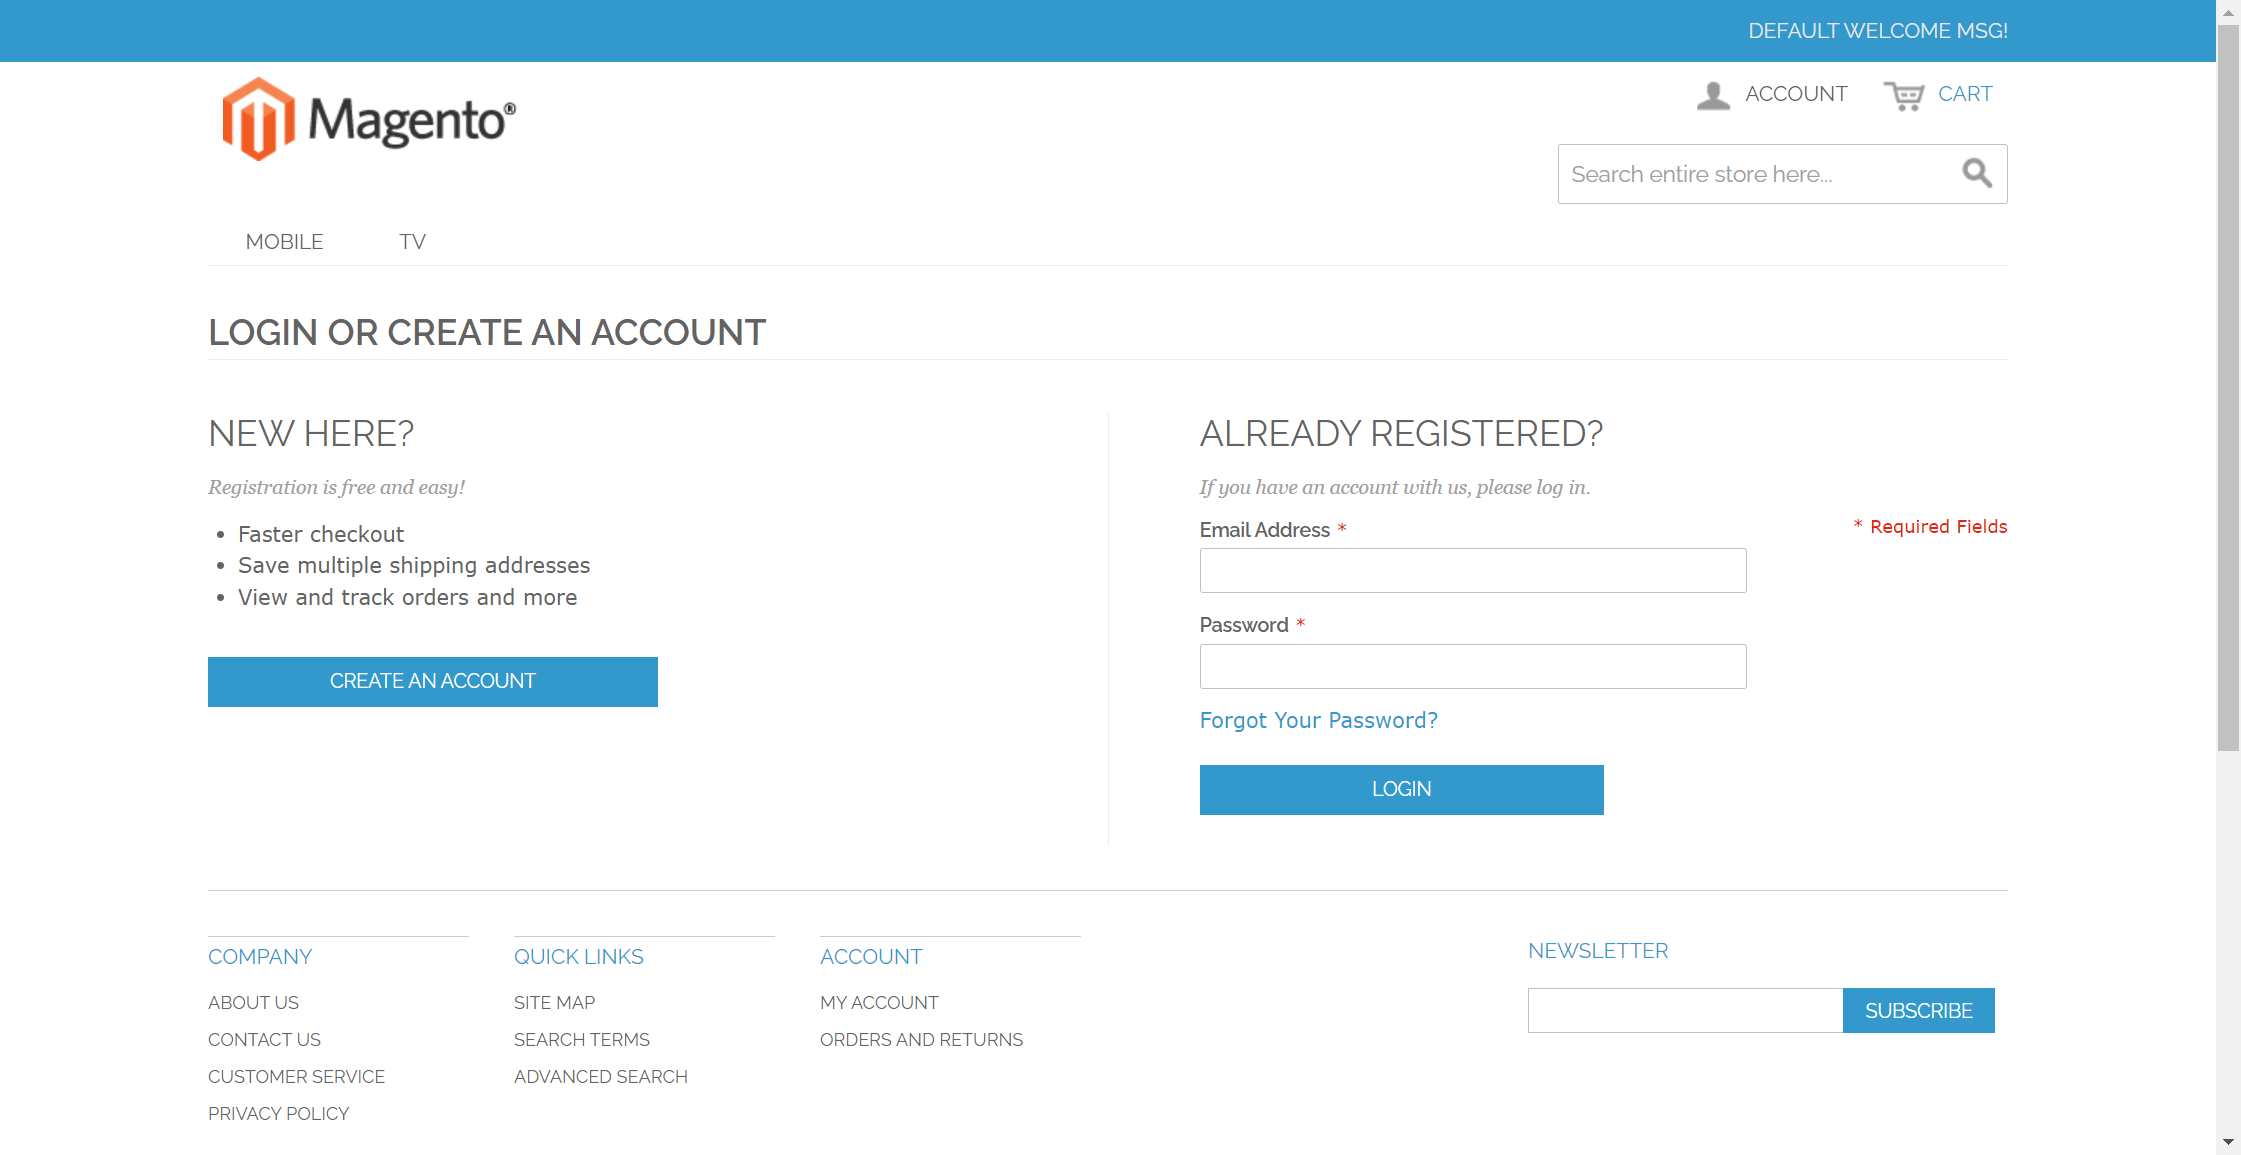 DEFAULT WELCOME MSG!
Magento®
ACCOUNT
CART
Search entire store here...
MOBILE
TV
LOGIN OR CREATE AN ACCOUNT
NEW HERE?
Registration is free and easy!
• Faster checkout
• Save multiple shipping addresses
• View and track orders and more
CREATE AN ACCOUNT
ALREADY REGISTERED?
If you have an account with us, please log in.
* Required Fields
Email Address *
Password *
Forgot Your Password?
LOGIN
COMPANY
ABOUT US
CONTACT US
CUSTOMER SERVICE
PRIVACY POLICY
QUICK LINKS
SITE MAP
SEARCH TERMS
ADVANCED SEARCH
ACCOUNT
MY ACCOUNT
ORDERS AND RETURNS
NEWSLETTER
SUBSCRIBE